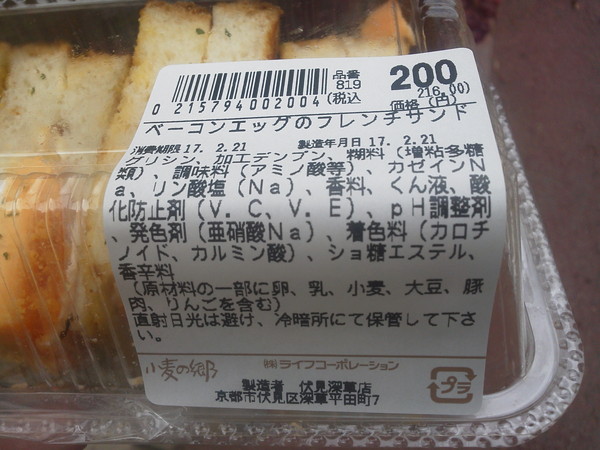 品番
819
200
0 215794 002004
(税込
216.00)
価格 (円)
ベーコンエッグのフレンチサンド
消費期限17. 2.21 製造年月日 17. 2.21
グリシン、加工デンプン、糊料(増粘多糖
類)、調味料(アミノ酸等)、カゼインN
a、リン酸塩(Na)、香料、くん液、酸
化防止剤(V.C、V.E)、pH調整剤
、発色剤(亜硝酸Na)、着色料(カロチ
ノイド、カルミン酸)、ショ糖エステル、
香辛料
(原材料の一部に卵、乳、小麦、大豆、豚
肉、りんごを含む)
直射日光は避け、冷暗所にて保管して下さ
い。
小麦の郷
㈱ライフコーポレーション
製造者 伏見深草店
京都市伏見区深草平田町7
プラ